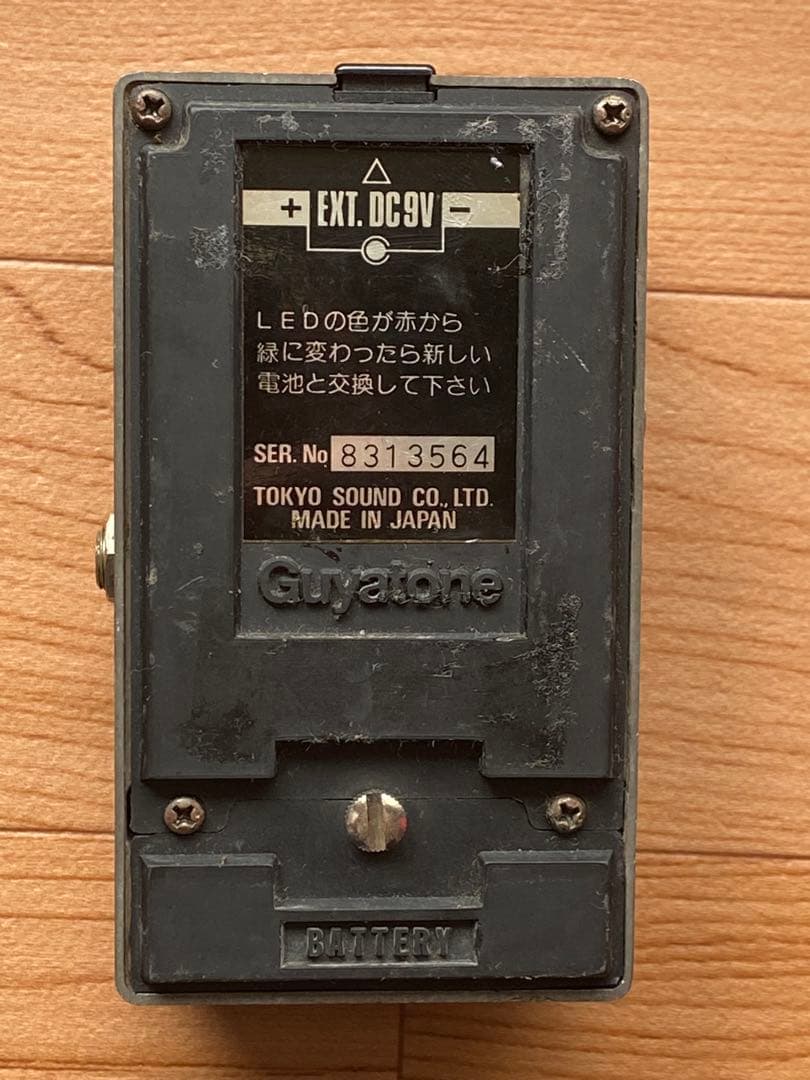 + EXT. DC9V −
LEDの色が赤から
緑に変わったら新しい
電池と交換して下さい
SER. No 8313564
TOKYO SOUND CO., LTD.
MADE IN JAPAN
Guyatone
BATTERY